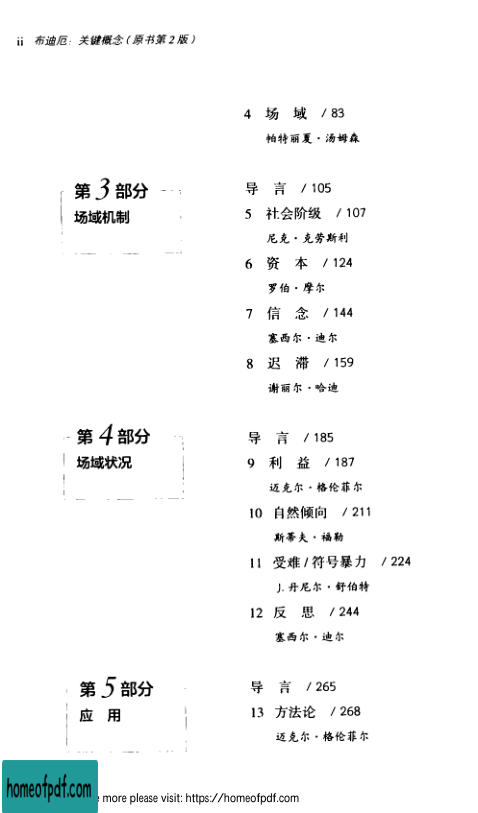 ii 布迪厄：关键概念（原书第2版）
4 场 域 / 83
帕特丽夏·汤姆森
第3部分
场域机制
导 言 / 105
5 社会阶级 / 107
尼克·克劳斯利
6 资 本 / 124
罗伯·摩尔
7 信 念 / 144
塞西尔·迪尔
8 迟 滞 / 159
谢丽尔·哈迪
第4部分
场域状况
导 言 / 185
9 利 益 / 187
迈克尔·格伦菲尔
10 自然倾向 / 211
斯蒂夫·福勒
11 受难/符号暴力 / 224
J. 丹尼尔·舒伯特
12 反 思 / 244
塞西尔·迪尔
第5部分
应 用
导 言 / 265
13 方法论 / 268
迈克尔·格伦菲尔
homeofpdf.com
more please visit: https://homeofpdf.com